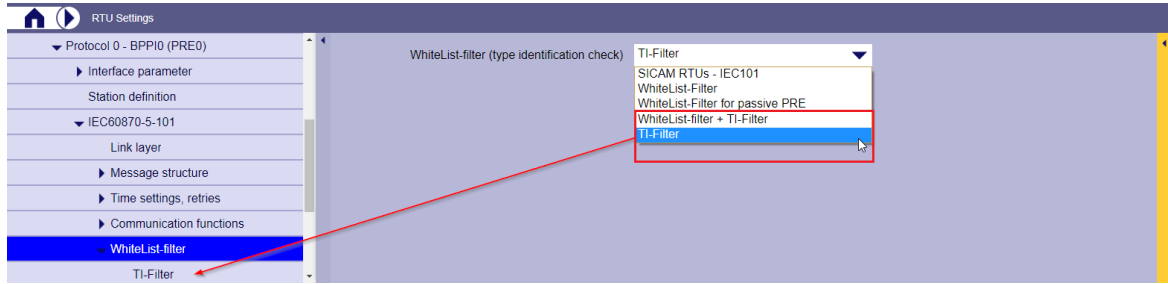 RTU Settings
Protocol 0 - BPPI0 (PRE0)
Interface parameter
Station definition
IEC60870-5-101
Link layer
Message structure
Time settings, retries
Communication functions
WhiteList-filter
TI-Filter
WhiteList-filter (type identification check)
TI-Filter
SICAM RTUs - IEC101
WhiteList-Filter
WhiteList-Filter for passive PRE
WhiteList-filter + TI-Filter
TI-Filter